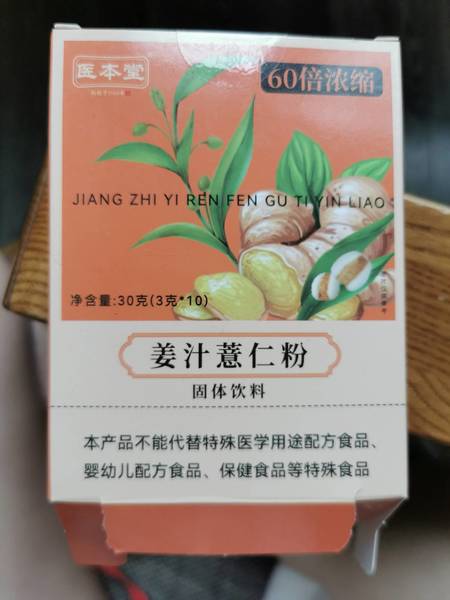 医本堂
60倍浓缩
JIANG ZHI YI REN FEN GU TI YIN LIAO
净含量:30克(3克*10)
姜汁薏仁粉
固体饮料
本产品不能代替特殊医学用途配方食品、
婴幼儿配方食品、保健食品等特殊食品